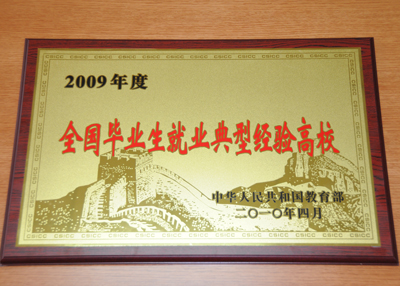 2009年度
全国毕业生就业典型经验高校
中华人民共和国教育部
二〇一〇年四月